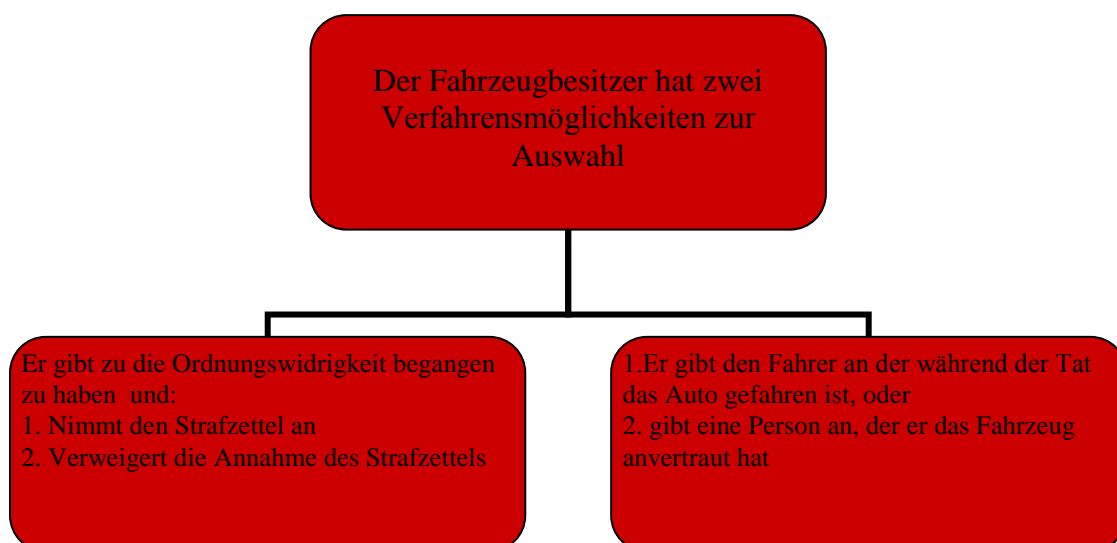 Der Fahrzeugbesitzer hat zwei
Verfahrensmöglichkeiten zur
Auswahl
Er gibt zu die Ordnungswidrigkeit begangen
zu haben  und:
1. Nimmt den Strafzettel an
2. Verweigert die Annahme des Strafzettels
1.Er gibt den Fahrer an der während der Tat
das Auto gefahren ist, oder
2. gibt eine Person an, der er das Fahrzeug
anvertraut hat